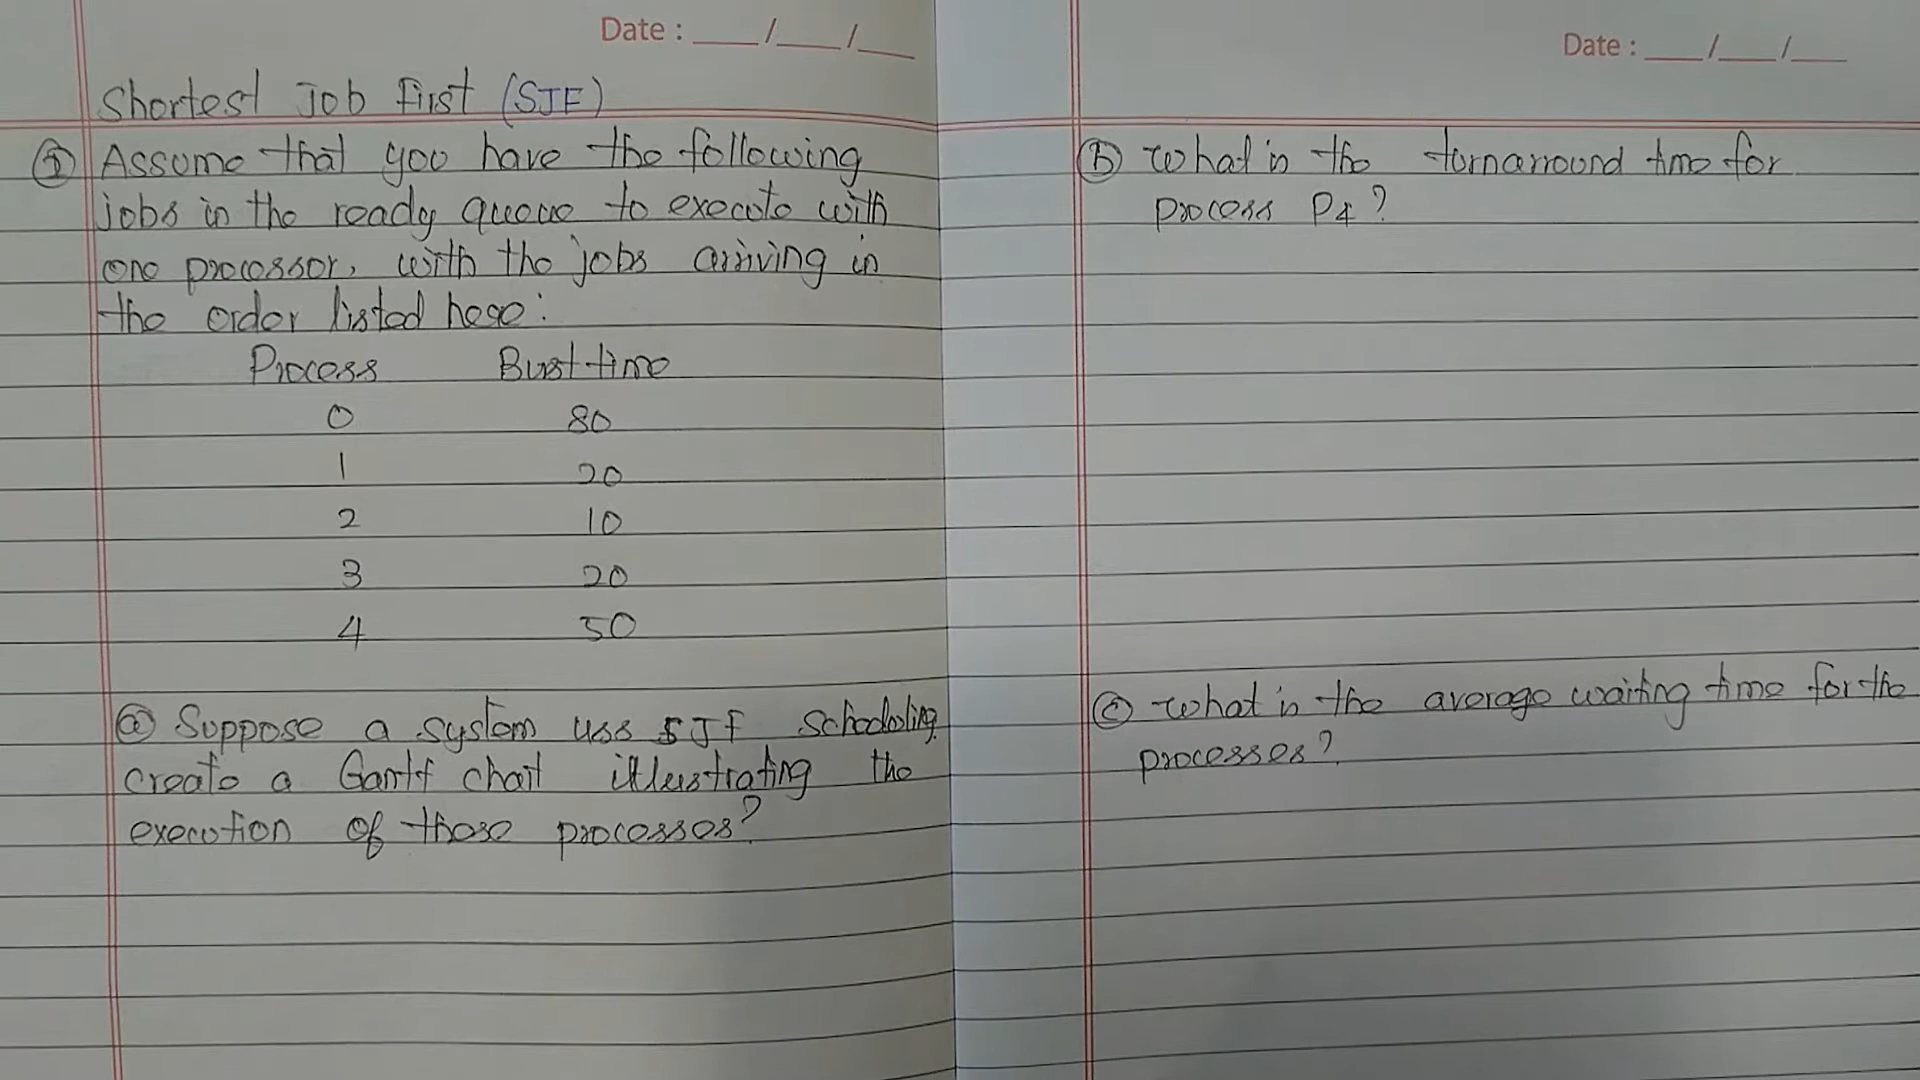 Date : ___/___/___
Shortest Job First (SJF)
① Assume that you have the following
jobs in the ready queue to execute with
one processor, with the jobs arriving in
the order listed here:
Process Burst time
0 80
1 20
2 10
3 20
4 50
ⓐ Suppose a system uses SJF scheduling
create a Gantt chart illustrating the
execution of those processes?
Date : ___/___/___
ⓑ What is the turnarround time for
process P4?
ⓒ What is the average waiting time for the
processes?